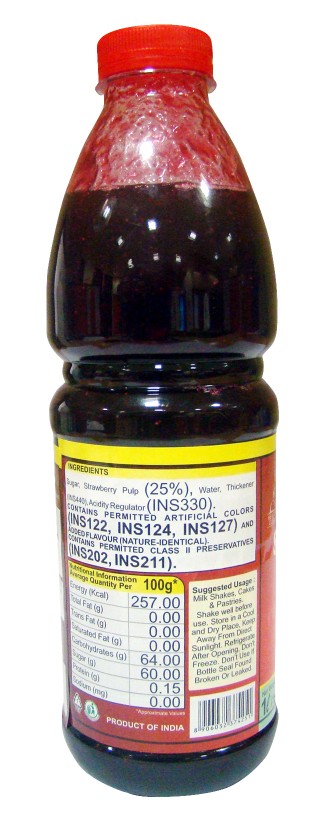 INGREDIENTS
Sugar, Strawberry Pulp (25%), Water, Thickener
(INS440), Acidity Regulator (INS330).
CONTAINS PERMITTED ARTIFICIAL COLORS
(INS122, INS124, INS127) AND
ADDED FLAVOUR (NATURE-IDENTICAL).
CONTAINS PERMITTED CLASS II PRESERVATIVES
(INS202, INS211).
Nutritional Information
Average Quantity Per 100g*
Energy (Kcal) 257.00
Total Fat (g) 0.00
Trans Fat (g) 0.00
Saturated Fat (g) 0.00
Carbohydrates (g) 64.00
Sugar (g) 60.00
Protein (g) 0.15
Sodium (mg) 0.00
*Approximate Values
PRODUCT OF INDIA
Suggested Usage :
Milk Shakes, Cakes
& Pastries.
Shake well before
use. Store in a Cool
and Dry Place, Keep
Away From Direct
Sunlight. Refrigerate
After Opening, Don't
Freeze. Don't Use if
Bottle Seal Found
Broken Or Leaked.